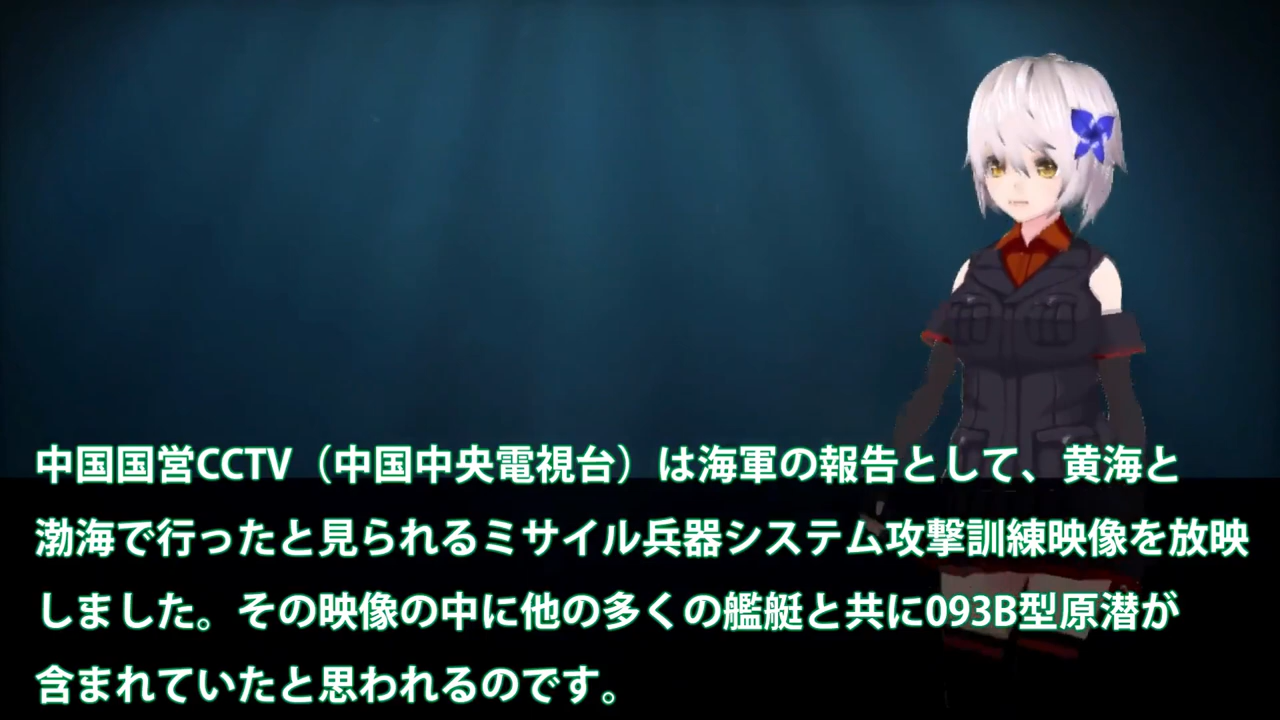 中国国営CCTV（中国中央電視台）は海軍の報告として、黄海と
渤海で行ったと見られるミサイル兵器システム攻撃訓練映像を放映
しました。その映像の中に他の多くの艦艇と共に093B型原潜が
含まれていたと思われるのです。